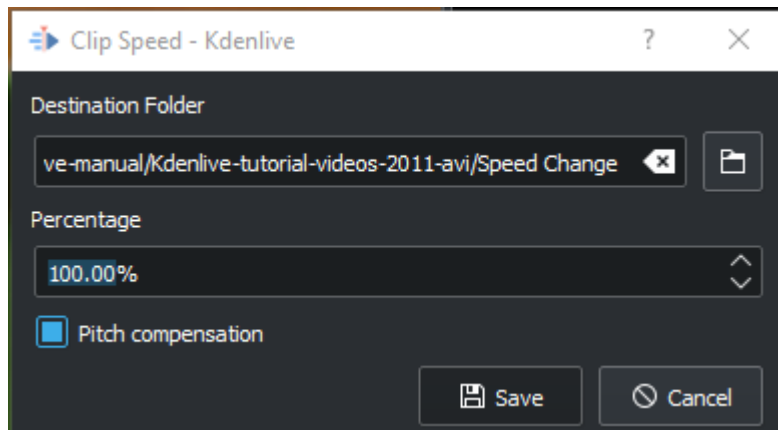 Clip Speed - Kdenlive ?
Destination Folder
ve-manual/Kdenlive-tutorial-videos-2011-avi/Speed Change
Percentage
100.00%
Pitch compensation
Save Cancel